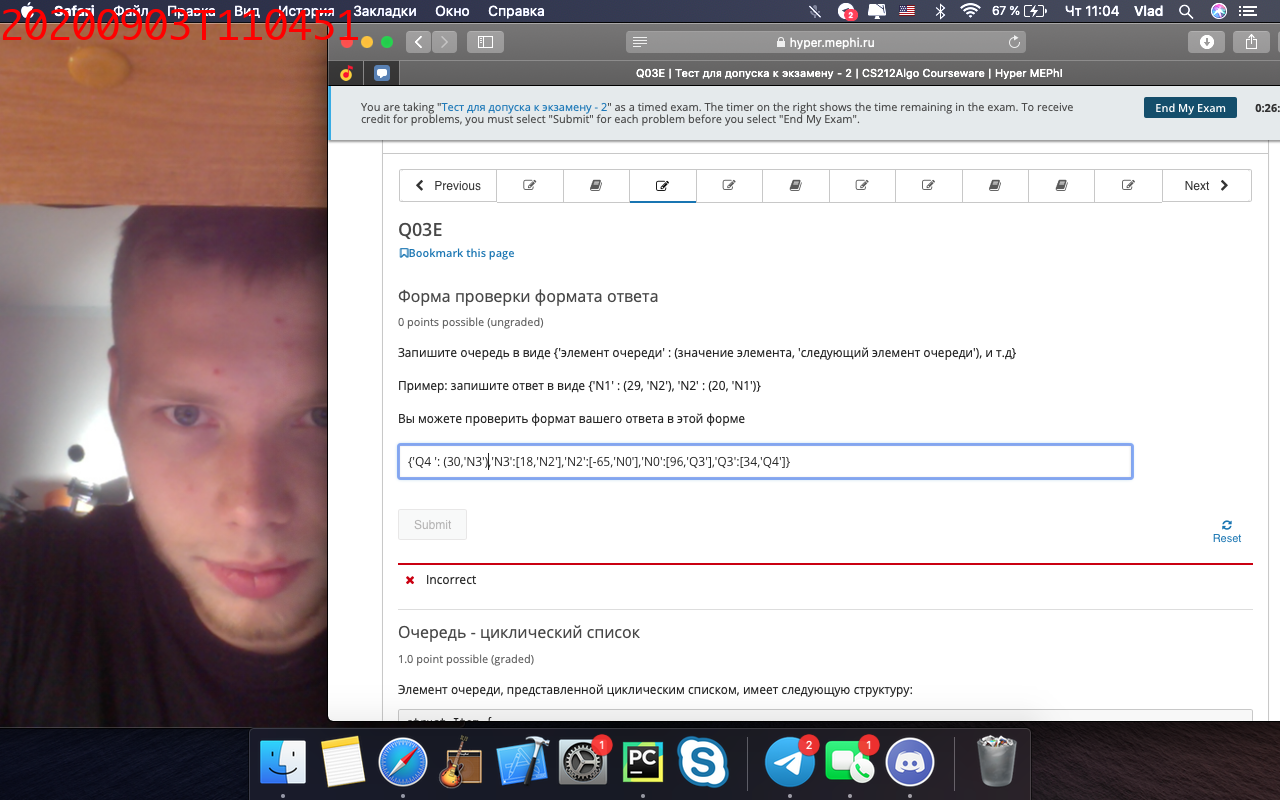 20200903T110451
Safari Файл Правка Вид История Закладки Окно Справка 2 67 % Чт 11:04 Vlad
hyper.mephi.ru
Q03E | Тест для допуска к экзамену - 2 | CS212Algo Courseware | Hyper MEPhI
You are taking "Тест для допуска к экзамену - 2" as a timed exam. The timer on the right shows the time remaining in the exam. To receive
credit for problems, you must select "Submit" for each problem before you select "End My Exam".
End My Exam 0:26:
Previous Next
Q03E
Bookmark this page
Форма проверки формата ответа
0 points possible (ungraded)
Запишите очередь в виде {'элемент очереди' : (значение элемента, 'следующий элемент очереди'), и т.д}
Пример: запишите ответ в виде {'N1' : (29, 'N2'), 'N2' : (20, 'N1')}
Вы можете проверить формат вашего ответа в этой форме
{'Q4 ': (30,'N3'),'N3':[18,'N2'],'N2':[-65,'N0'],'N0':[96,'Q3'],'Q3':[34,'Q4']}
Submit
Reset
Incorrect
Очередь - циклический список
1.0 point possible (graded)
Элемент очереди, представленной циклическим списком, имеет следующую структуру:
struct Item {
1 PC 2 1